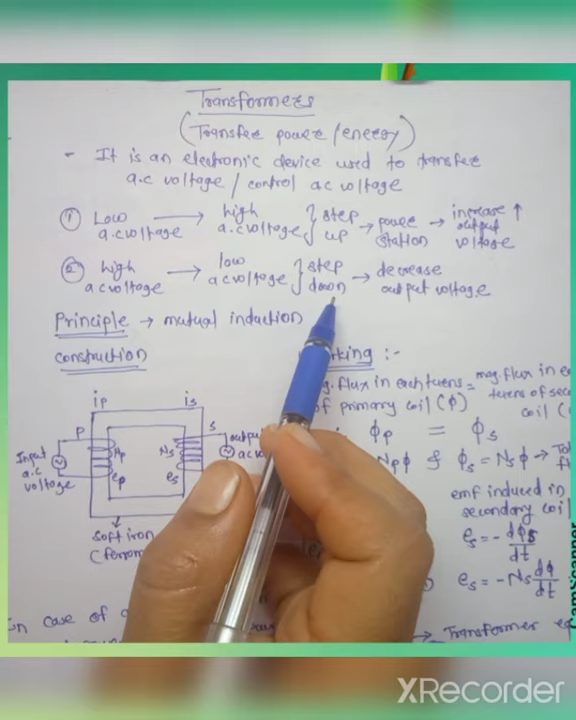 Transformers
(Transfer power/energy)
- It is an electronic device used to transfer
a.c voltage / control ac voltage
① Low a.c voltage → high a.c voltage } step up → power station → increase ↑ output voltage
② high a.c voltage → low a.c voltage } step down → decrease output voltage
Principle → mutual induction
construction
ip is
P S
Np Ns
ep es
Input a.c voltage
output
ac
soft iron
:-
flux in each turns = mag. flux in
of primary coil (ϕ) turns of
coil
ϕp = ϕs
Npϕ & ϕs = Nsϕ →
emf induced in
secondary coil
es = - dϕs/dt
es = - Ns dϕ/dt
In case of
→ Transformer
CamScanner
XRecorder